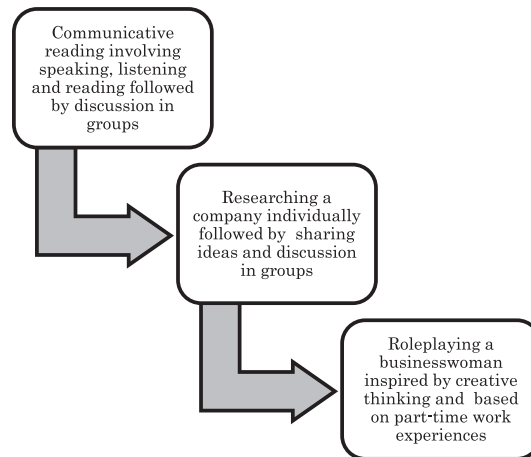 Communicative
reading involving
speaking, listening
and reading followed
by discussion in
groups
Researching a
company individually
followed by sharing
ideas and discussion
in groups
Roleplaying a
businesswoman
inspired by creative
thinking and based
on part-time work
experiences